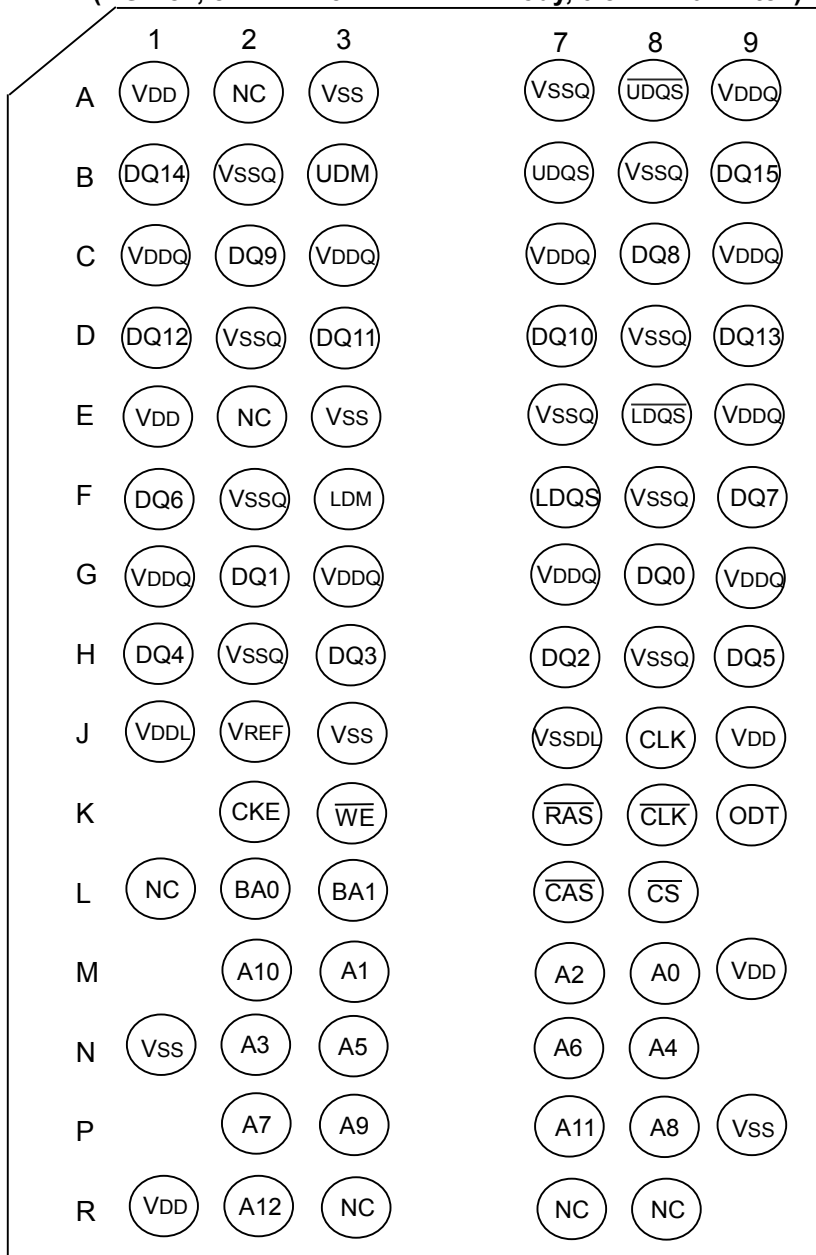 1 2 3 7 8 9
A VDD NC VSS VSSQ UDQS VDDQ
B DQ14 VSSQ UDM UDQS VSSQ DQ15
C VDDQ DQ9 VDDQ VDDQ DQ8 VDDQ
D DQ12 VSSQ DQ11 DQ10 VSSQ DQ13
E VDD NC VSS VSSQ LDQS VDDQ
F DQ6 VSSQ LDM LDQS VSSQ DQ7
G VDDQ DQ1 VDDQ VDDQ DQ0 VDDQ
H DQ4 VSSQ DQ3 DQ2 VSSQ DQ5
J VDDL VREF VSS VSSDL CLK VDD
K CKE WE RAS CLK ODT
L NC BA0 BA1 CAS CS
M A10 A1 A2 A0 VDD
N VSS A3 A5 A6 A4
P A7 A9 A11 A8 VSS
R VDD A12 NC NC NC